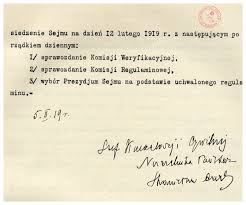 siedzenie Sejmu na dzień 12 lutego 1919 r. z następującym po
rządkiem dziennym:
1/ sprawozdanie Komisji Weryfikacyjnej,
2/ sprawozdanie Komisji Regulaminowej,
3/ wybór Prezydjum Sejmu na podstawie uchwalonego regula
minu.-
5.II.19r.